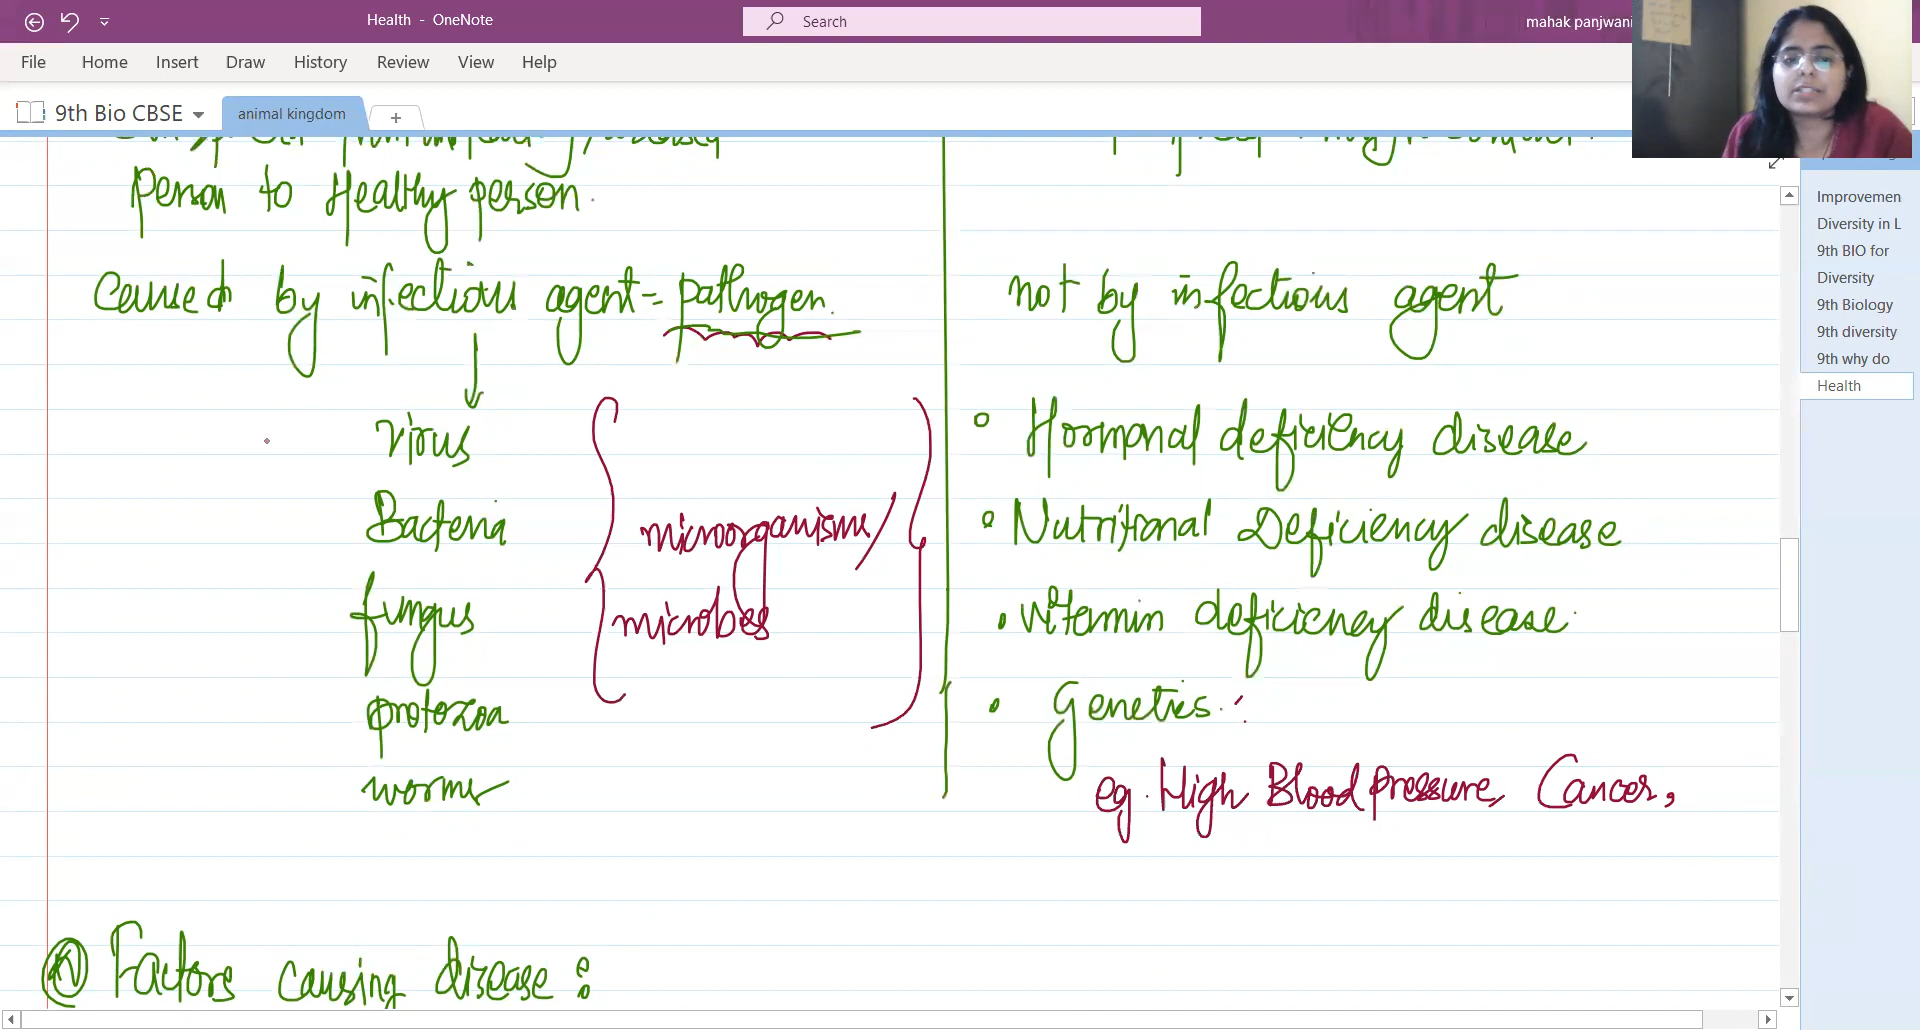 Health - OneNote
Search
mahak panjwani
File Home Insert Draw History Review View Help
9th Bio CBSE
animal kingdom
+
Person to Healthy person.
Caused by infectious agent = pathogen.
Virus
Bacteria
fungus
protozoa
worms
microorganisms/
microbes
not by infectious agent
Hormonal deficiency disease
Nutritional Deficiency disease
Vitamin deficiency disease.
Genetics :
eg. High Blood pressure, Cancer,
Factors causing disease :
Improvemen
Diversity in L
9th BIO for
Diversity
9th Biology
9th diversity
9th why do
Health